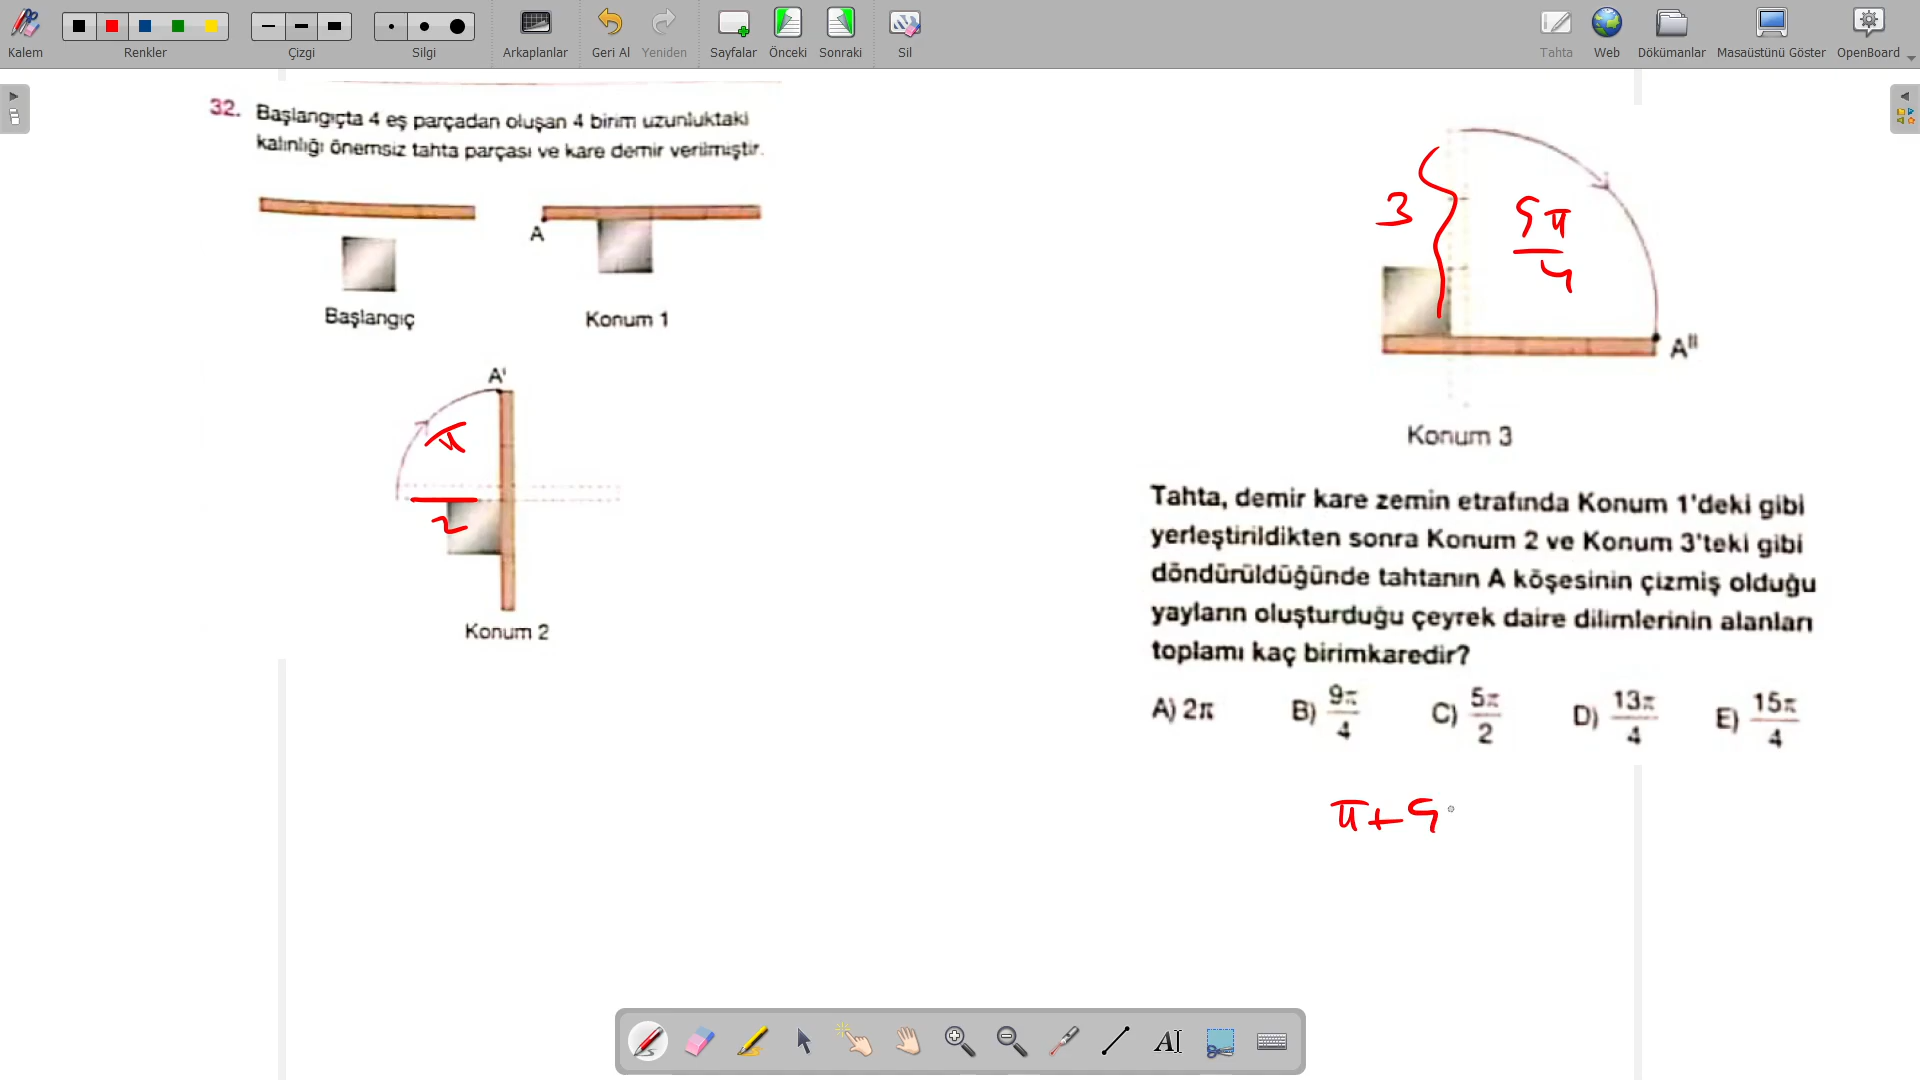 Kalem Renkler Çizgi Silgi Arkaplanlar Geri Al Yeniden Sayfalar Önceki Sonraki Sil Tahta Web Dökümanlar Masaüstünü Göster OpenBoard
32. Başlangıçta 4 eş parçadan oluşan 4 birim uzunluktaki
kalınlığı önemsiz tahta parçası ve kare demir verilmiştir.
A
Başlangıç
Konum 1
A'
π
2
Konum 2
3
9π
4
A"
Konum 3
Tahta, demir kare zemin etrafında Konum 1'deki gibi
yerleştirildikten sonra Konum 2 ve Konum 3'teki gibi
döndürüldüğünde tahtanın A köşesinin çizmiş olduğu
yayların oluşturduğu çeyrek daire dilimlerinin alanları
toplamı kaç birimkaredir?
A) 2π B) 9π/4 C) 5π/2 D) 13π/4 E) 15π/4
π+9